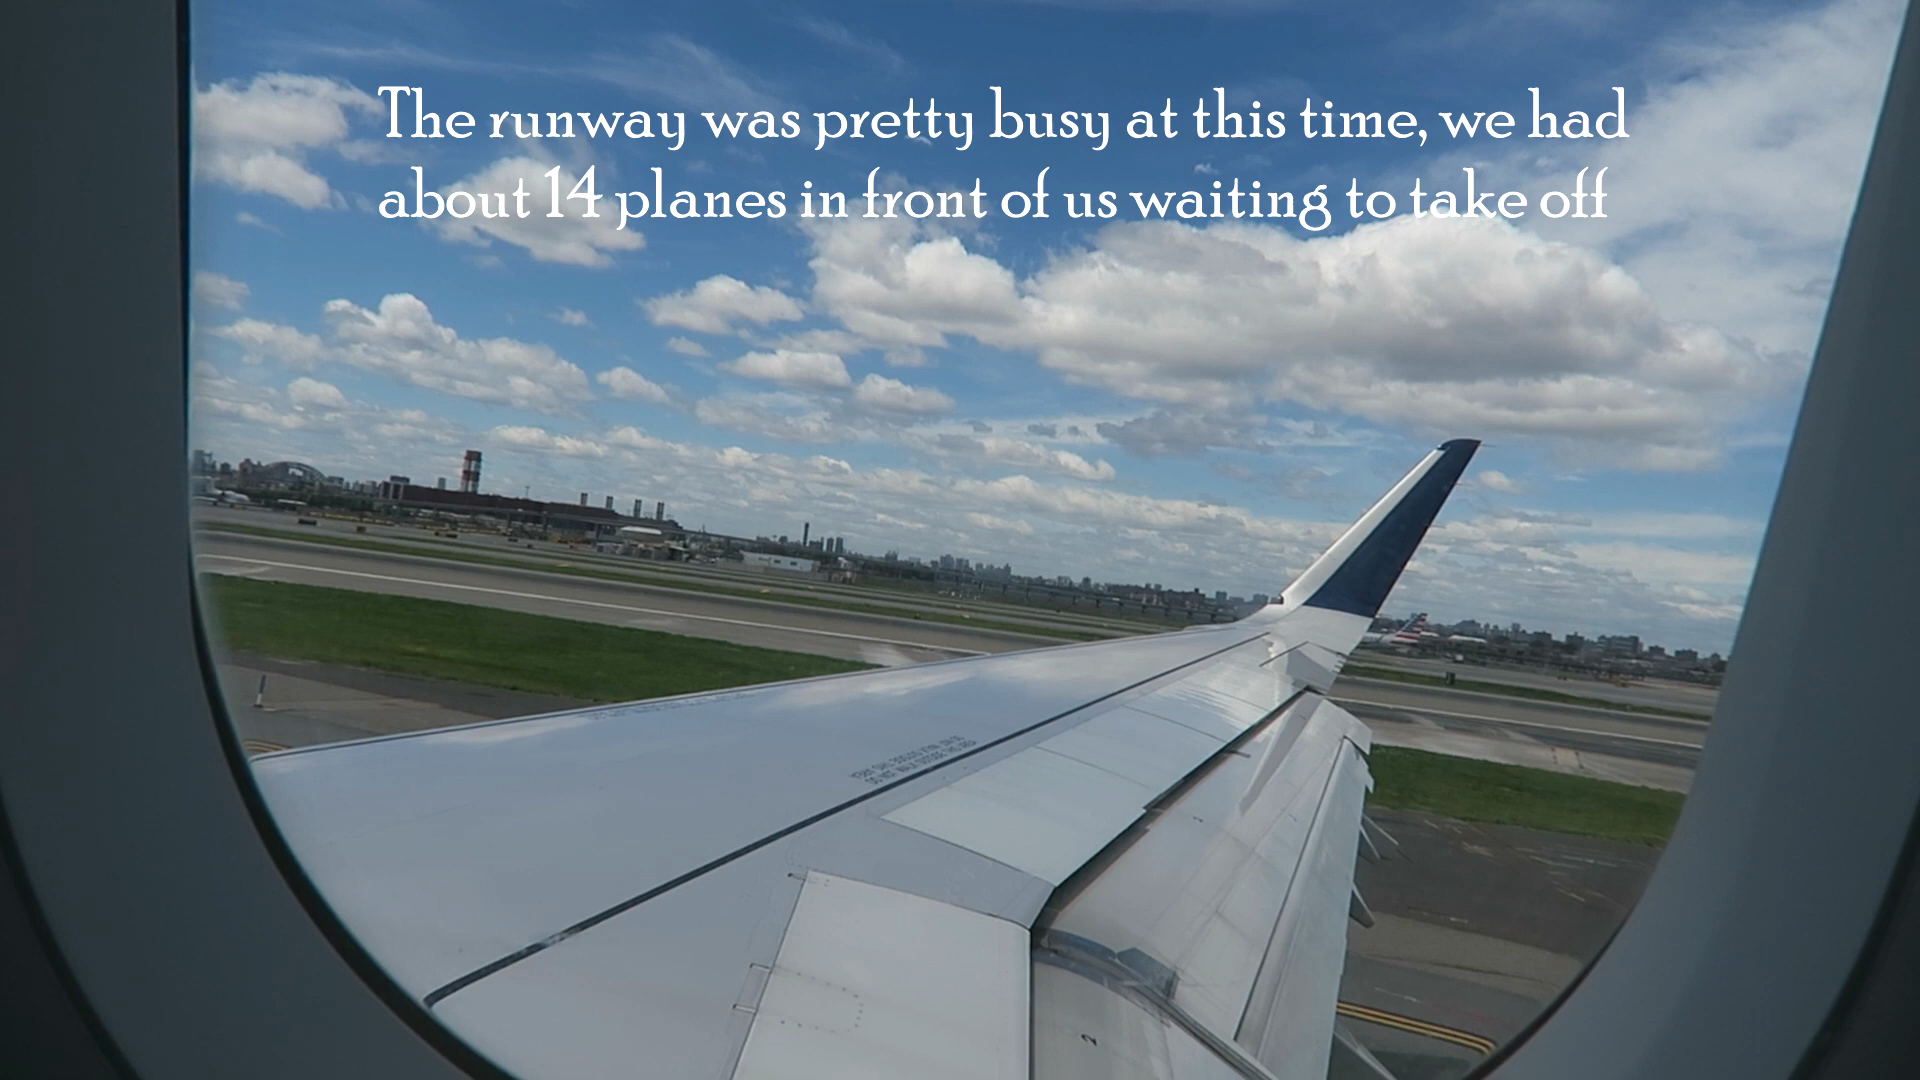 The runway was pretty busy at this time, we had
about 14 planes in front of us waiting to take off
2